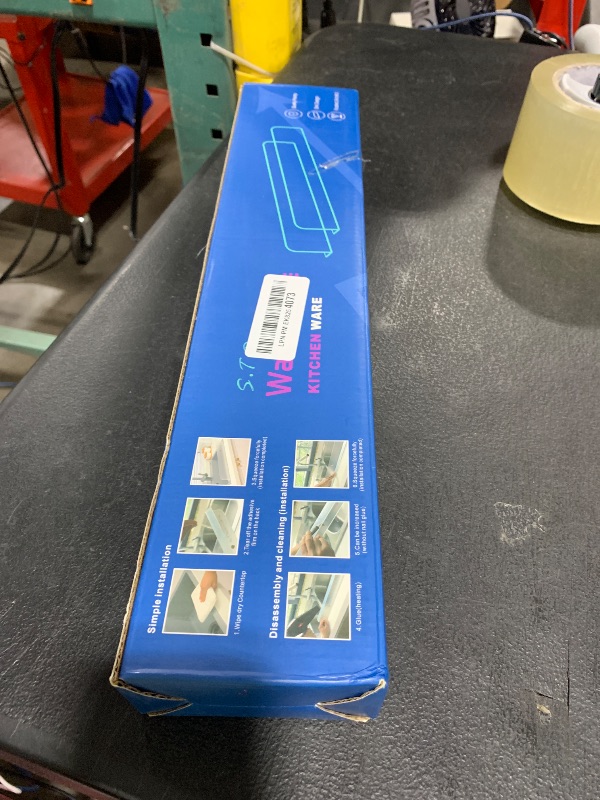 S.T
Wa
KITCHEN WARE
4073
Simple installation
1.Wipe dry Countertop
2.Tear off the adhesive
film on the back
3.Squeeze forcefully
(installation completed)
Disassembly and cleaning (installation)
4.Glue(heating)
5.Can be increased
(without nail glue)
6.Squeeze forcefully
(installation completed)